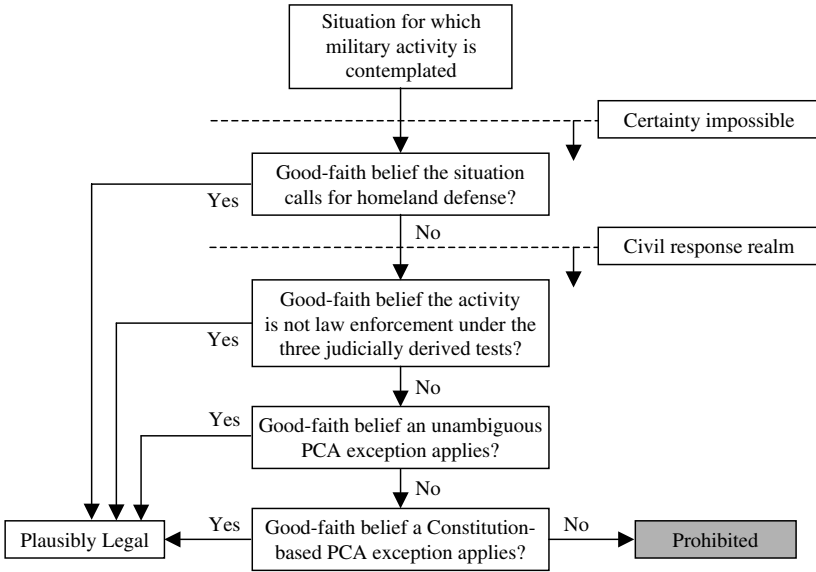 Situation for which
military activity is
contemplated
Certainty impossible
Good-faith belief the situation
calls for homeland defense?
Yes
No
Civil response realm
Good-faith belief the activity
is not law enforcement under the
three judicially derived tests?
Yes
No
Yes
Good-faith belief an unambiguous
PCA exception applies?
No
Plausibly Legal
Yes
Good-faith belief a Constitution-
based PCA exception applies?
No
Prohibited